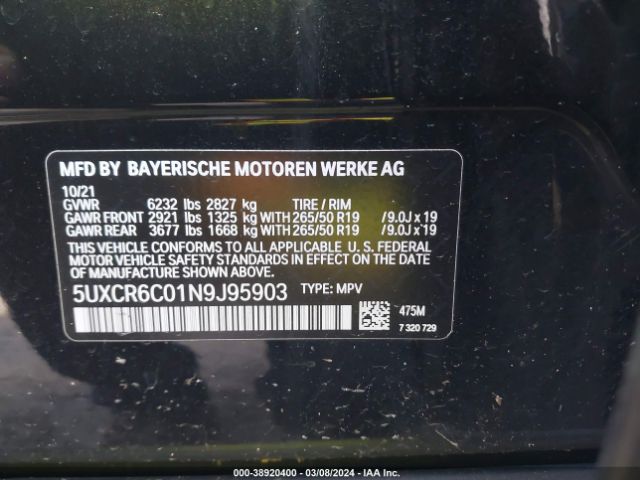 MFD BY BAYERISCHE MOTOREN WERKE AG
10/21
GVWR 6232 lbs 2827 kg TIRE / RIM
GAWR FRONT 2921 lbs 1325 kg WITH 265/50 R19 /9.0J x 19
GAWR REAR 3677 lbs 1668 kg WITH 265/50 R19 /9.0J x 19
THIS VEHICLE CONFORMS TO ALL APPLICABLE U. S. FEDERAL
MOTOR VEHICLE SAFETY STANDARDS IN EFFECT ON THE DATE
OF MANUFACTURE SHOWN ABOVE.
5UXCR6C01N9J95903 TYPE: MPV
475M
7 320 729
000-38920400 - 03/08/2024 - IAA Inc.